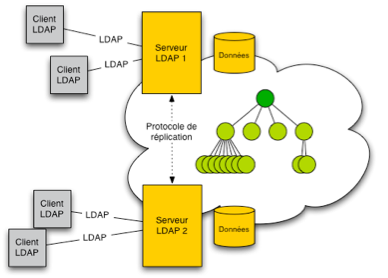 Client
LDAP
LDAP
Client
LDAP
LDAP
Serveur
LDAP 1
Données
Protocole de
réplication
Client
LDAP
LDAP
Client
LDAP
LDAP
Serveur
LDAP 2
Données